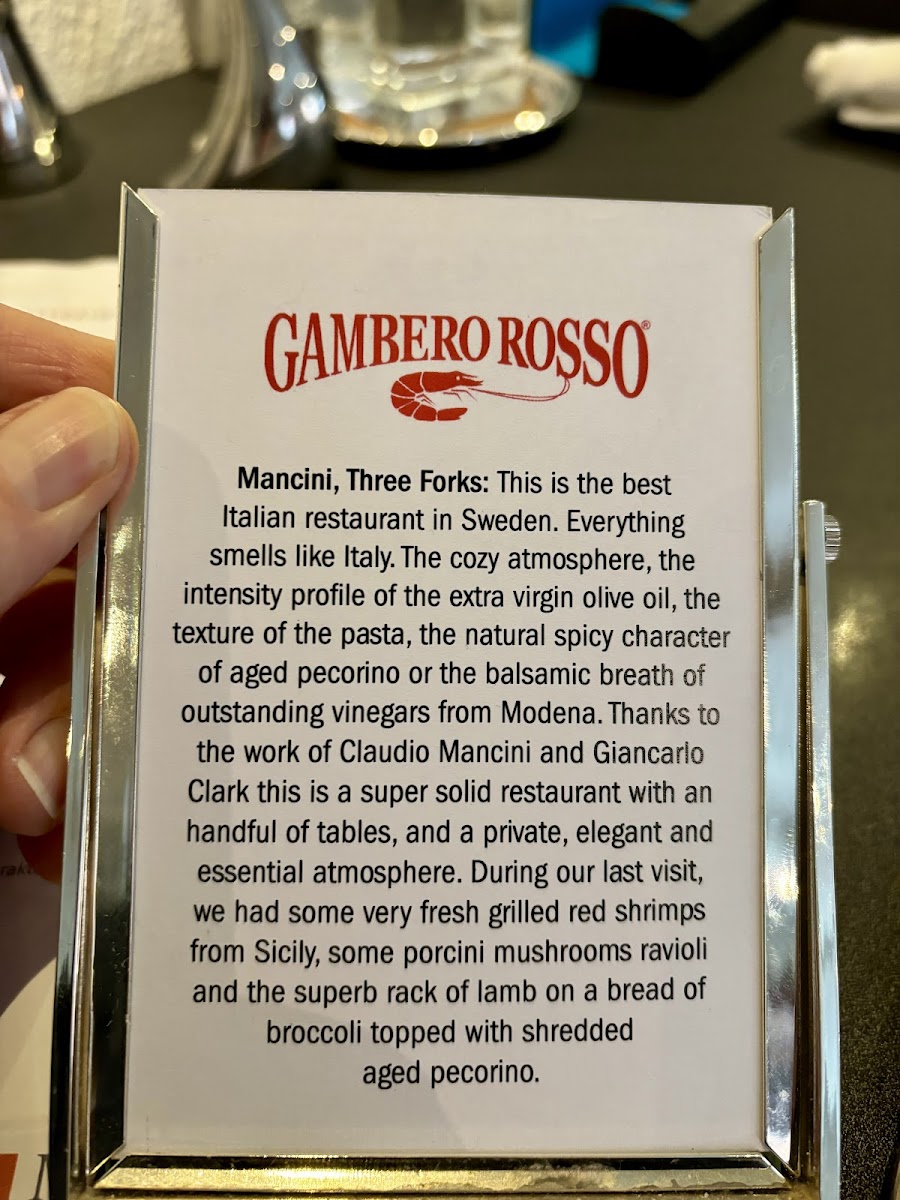 GAMBERO ROSSO®
Mancini, Three Forks: This is the best
Italian restaurant in Sweden. Everything
smells like Italy. The cozy atmosphere, the
intensity profile of the extra virgin olive oil, the
texture of the pasta, the natural spicy character
of aged pecorino or the balsamic breath of
outstanding vinegars from Modena. Thanks to
the work of Claudio Mancini and Giancarlo
Clark this is a super solid restaurant with an
handful of tables, and a private, elegant and
essential atmosphere. During our last visit,
we had some very fresh grilled red shrimps
from Sicily, some porcini mushrooms ravioli
and the superb rack of lamb on a bread of
broccoli topped with shredded
aged pecorino.